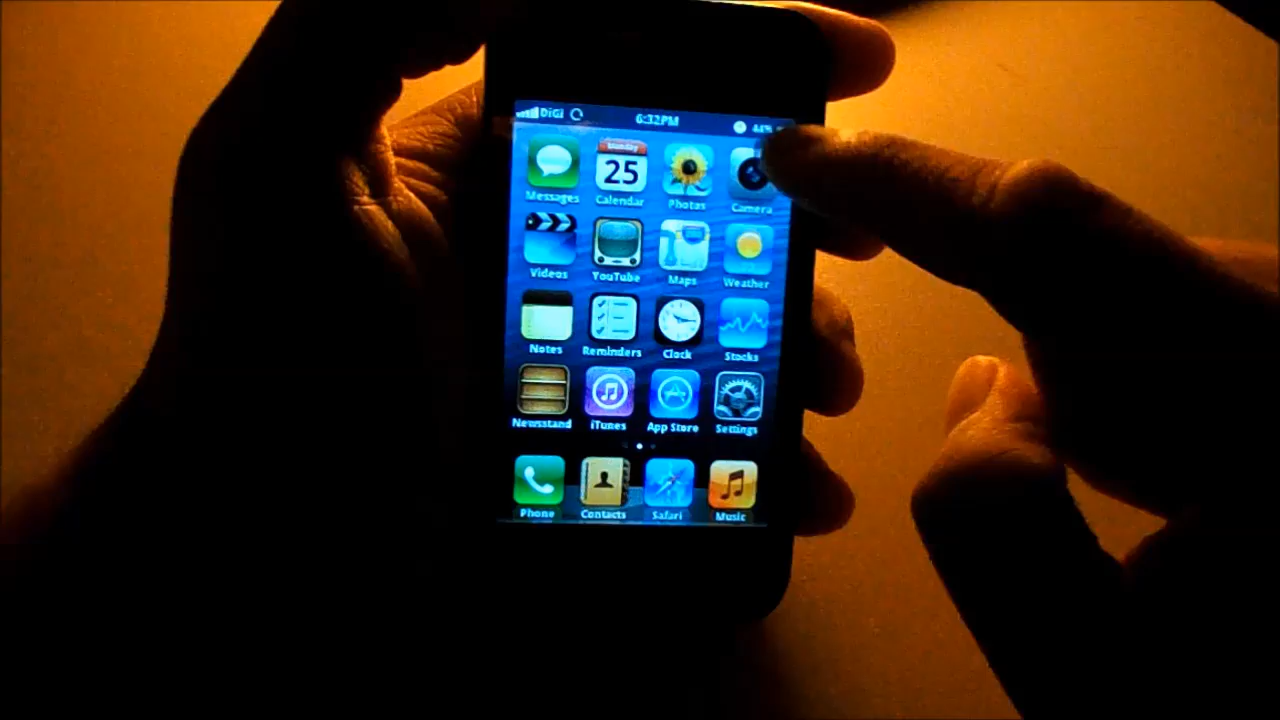 DiGi 6:32PM 44%
Monday
25
Messages Calendar Photos Camera
Videos YouTube Maps Weather
Notes Reminders Clock Stocks
Newsstand iTunes App Store Settings
Phone Contacts Safari Music